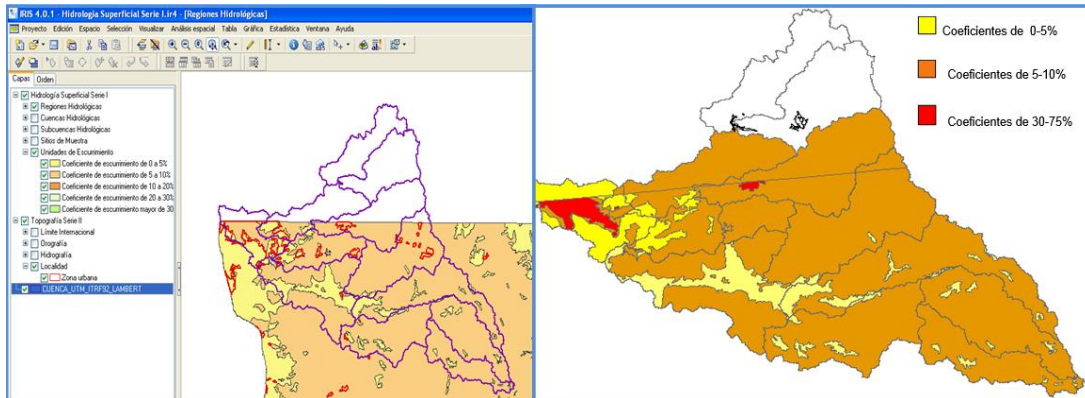 IRIS 4.0.1 - Hidrología Superficial Serie I.ir4 - [Regiones Hidrológicas]
Proyecto Edición Espacio Selección Visualizar Análisis espacial Tabla Gráfica Estadística Ventana Ayuda
Capas Orden
Hidrología Superficial Serie I
Regiones Hidrológicas
Cuencas Hidrológicas
Subcuencas Hidrológicas
Sitios de Muestra
Unidades de Escurrimiento
Coeficiente de escurrimiento de 0 a 5%
Coeficiente de escurrimiento de 5 a 10%
Coeficiente de escurrimiento de 10 a 20%
Coeficiente de escurrimiento de 20 a 30%
Coeficiente de escurrimiento mayor de 30
Topografía Serie II
Límite Internacional
Orografía
Hidrografía
Localidad
Zona urbana
CUENCA_UTM_ITRF92_LAMBERT
Coeficientes de 0-5%
Coeficientes de 5-10%
Coeficientes de 30-75%